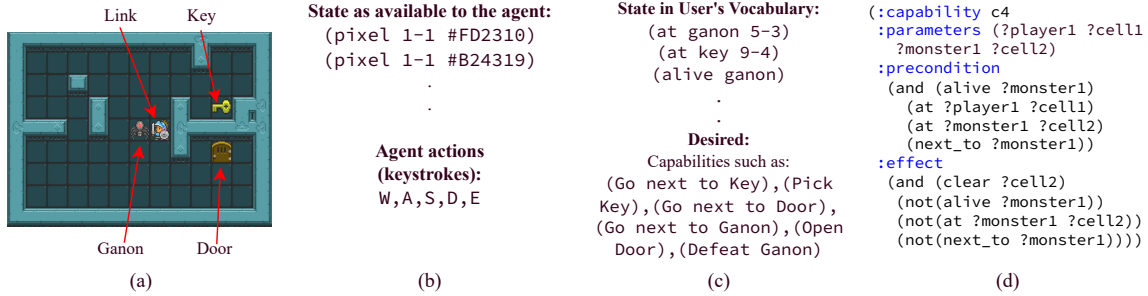 Link
Key
Ganon
Door
(a)
State as available to the agent:
(pixel 1-1 #FD2310)
(pixel 1-1 #B24319)
.
.
Agent actions
(keystrokes):
W,A,S,D,E
(b)
State in User's Vocabulary:
(at ganon 5-3)
(at key 9-4)
(alive ganon)
.
.
Desired:
Capabilities such as:
(Go next to Key),(Pick
Key),(Go next to Door),
(Go next to Ganon),(Open
Door),(Defeat Ganon)
(c)
(:capability c4
:parameters (?player1 ?cell1
?monster1 ?cell2)
:precondition
(and (alive ?monster1)
(at ?player1 ?cell1)
(at ?monster1 ?cell2)
(next_to ?monster1))
:effect
(and (clear ?cell2)
(not(alive ?monster1))
(not(at ?monster1 ?cell2))
(not(next_to ?monster1))))
(d)